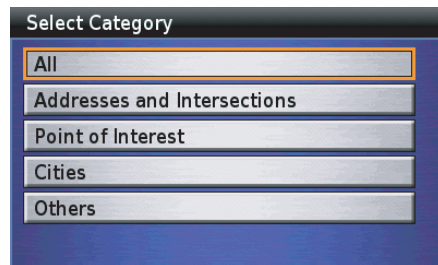 Select Category
All
Addresses and Intersections
Point of Interest
Cities
Others